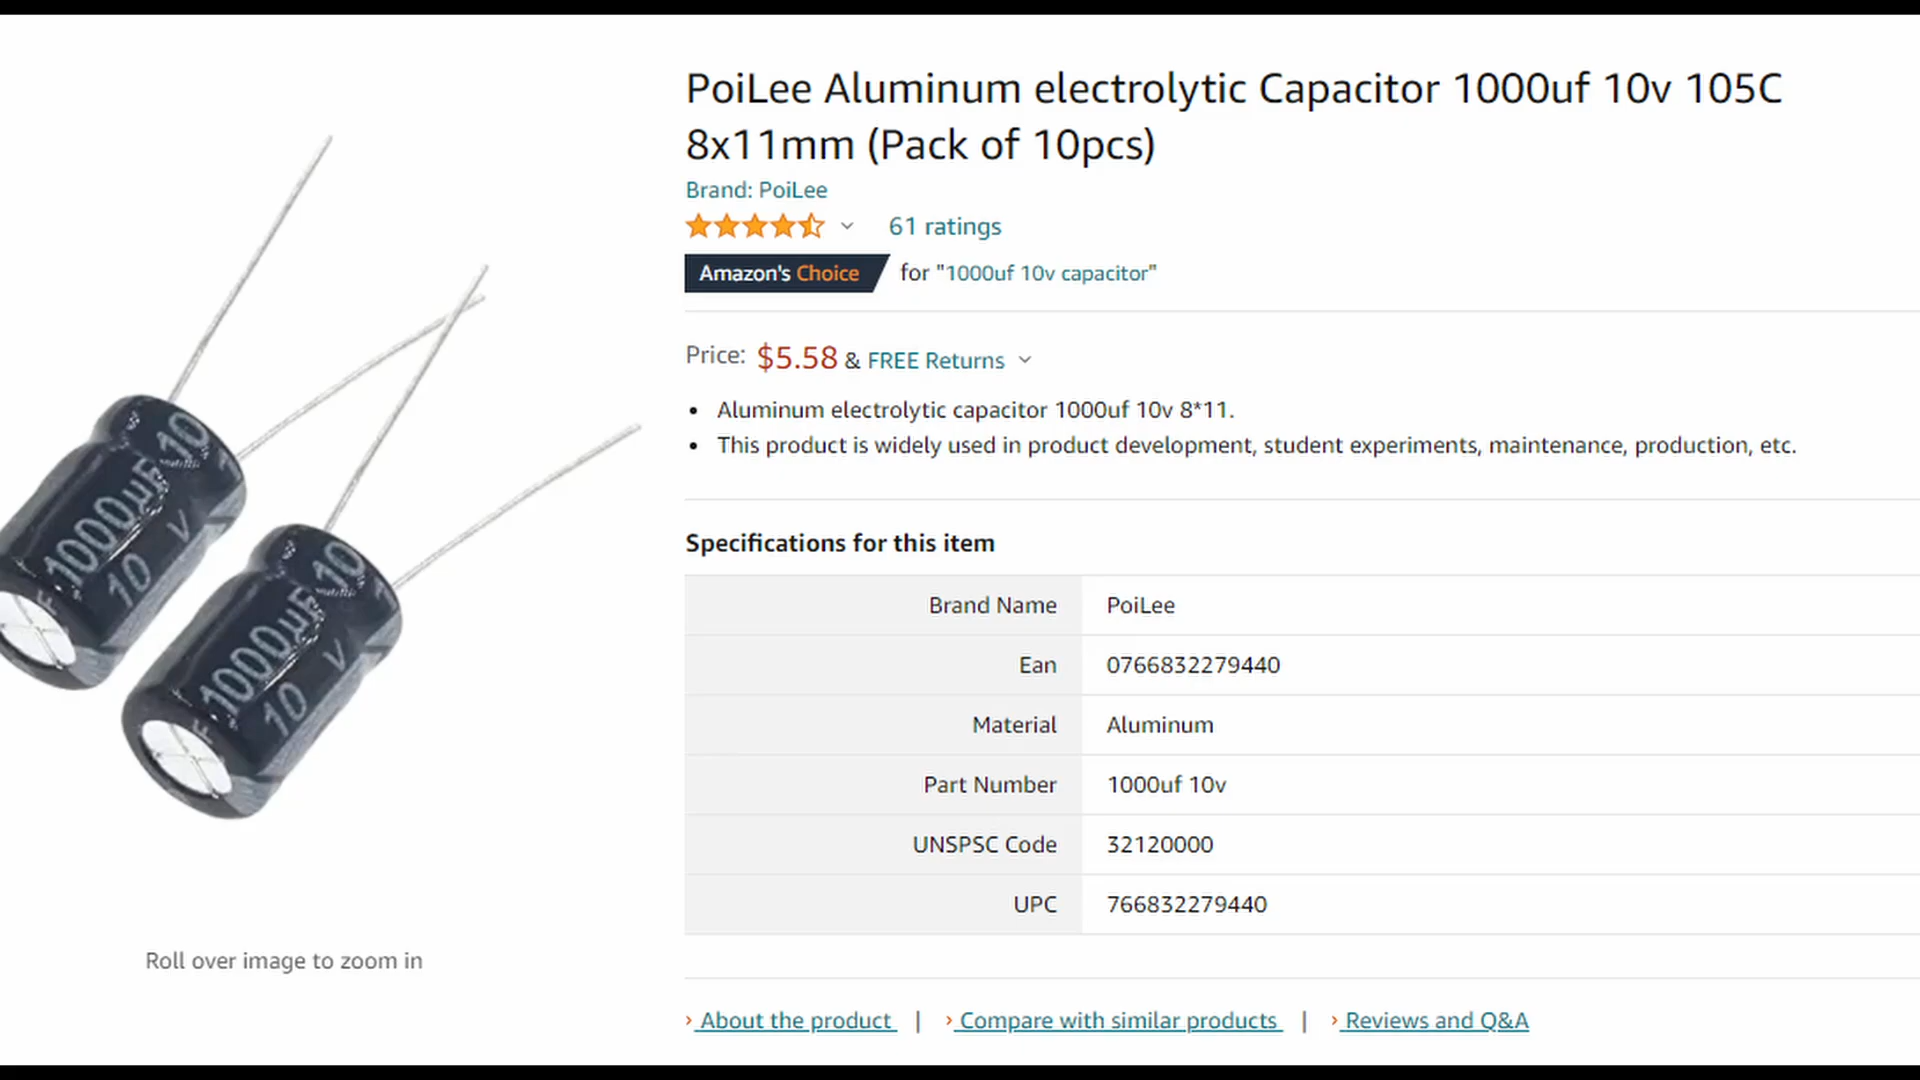 PoiLee Aluminum electrolytic Capacitor 1000uf 10v 105C
8x11mm (Pack of 10pcs)
Brand: PoiLee
61 ratings
Amazon's Choice for "1000uf 10v capacitor"
Price: $5.58 & FREE Returns
• Aluminum electrolytic capacitor 1000uf 10v 8*11.
• This product is widely used in product development, student experiments, maintenance, production, etc.
Specifications for this item
Brand Name PoiLee
Ean 0766832279440
Material Aluminum
Part Number 1000uf 10v
UNSPSC Code 32120000
UPC 766832279440
10
1000µF
10 V
10
1000µF
10 V
Roll over image to zoom in
› About the product | › Compare with similar products | › Reviews and Q&A